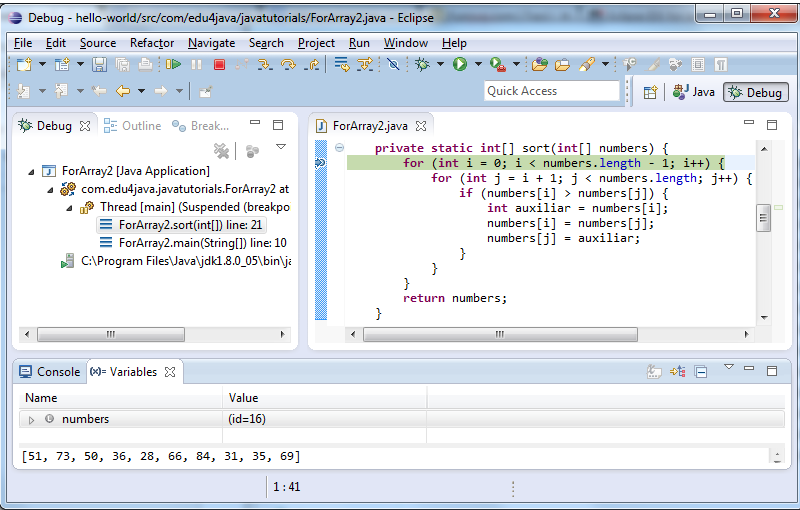 Debug - hello-world/src/com/edu4java/javatutorials/ForArray2.java - Eclipse
File Edit Source Refactor Navigate Search Project Run Window Help
Quick Access
Java
Debug
Debug Outline Break...
ForArray2 [Java Application]
com.edu4java.javatutorials.ForArray2 at
Thread [main] (Suspended (breakpo
ForArray2.sort(int[]) line: 21
ForArray2.main(String[]) line: 10
C:\Program Files\Java\jdk1.8.0_05\bin\ja
ForArray2.java
private static int[] sort(int[] numbers) {
for (int i = 0; i < numbers.length - 1; i++) {
for (int j = i + 1; j < numbers.length; j++) {
if (numbers[i] > numbers[j]) {
int auxiliar = numbers[i];
numbers[i] = numbers[j];
numbers[j] = auxiliar;
}
}
}
return numbers;
}
Console (x)= Variables
Name Value
numbers (id=16)
[51, 73, 50, 36, 28, 66, 84, 31, 35, 69]
1 : 41